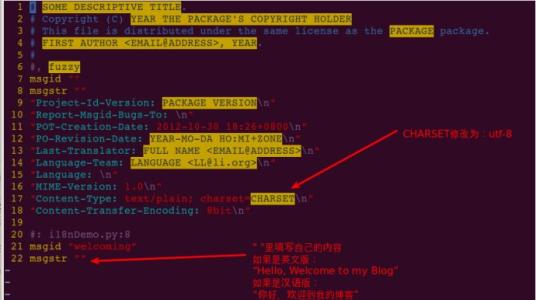 1 # SOME DESCRIPTIVE TITLE.
2 # Copyright (C) YEAR THE PACKAGE'S COPYRIGHT HOLDER
3 # This file is distributed under the same license as the PACKAGE package.
4 # FIRST AUTHOR <EMAIL@ADDRESS>, YEAR.
5 #
6 #, fuzzy
7 msgid ""
8 msgstr ""
9 "Project-Id-Version: PACKAGE VERSION\n"
10 "Report-Msgid-Bugs-To: \n"
11 "POT-Creation-Date: 2012-10-30 18:26+0800\n"
12 "PO-Revision-Date: YEAR-MO-DA HO:MI+ZONE\n"
13 "Last-Translator: FULL NAME <EMAIL@ADDRESS>\n"
14 "Language-Team: LANGUAGE <LL@li.org>\n"
15 "Language: \n"
16 "MIME-Version: 1.0\n"
17 "Content-Type: text/plain; charset=CHARSET\n"
18 "Content-Transfer-Encoding: 8bit\n"
19
20 #: i18nDemo.py:8
21 msgid "welcoming"
22 msgstr ""
CHARSET修改为：utf-8
" "里填写自己的内容
如果是英文版：
"Hello, Welcome to my Blog"
如果是汉语版：
"你好，欢迎到我的博客"